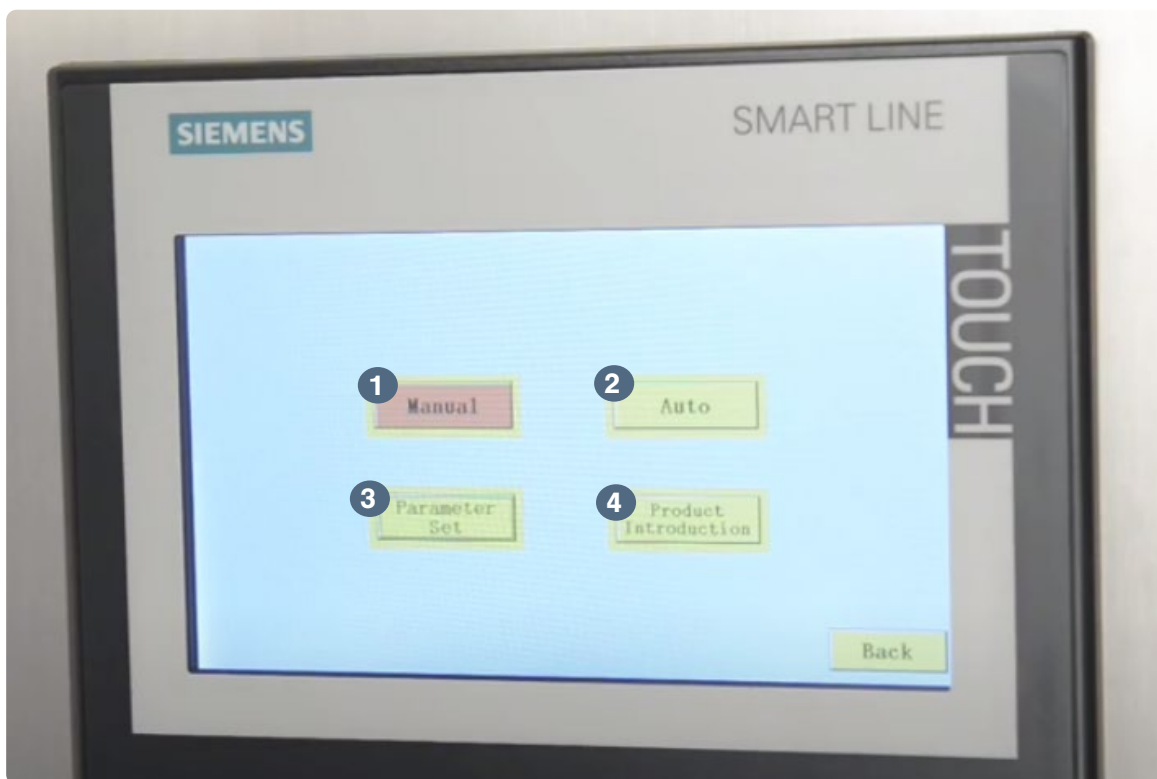 SIEMENS
SMART LINE
TOUCH
1
Manual
2
Auto
3
Parameter
Set
4
Product
Introduction
Back